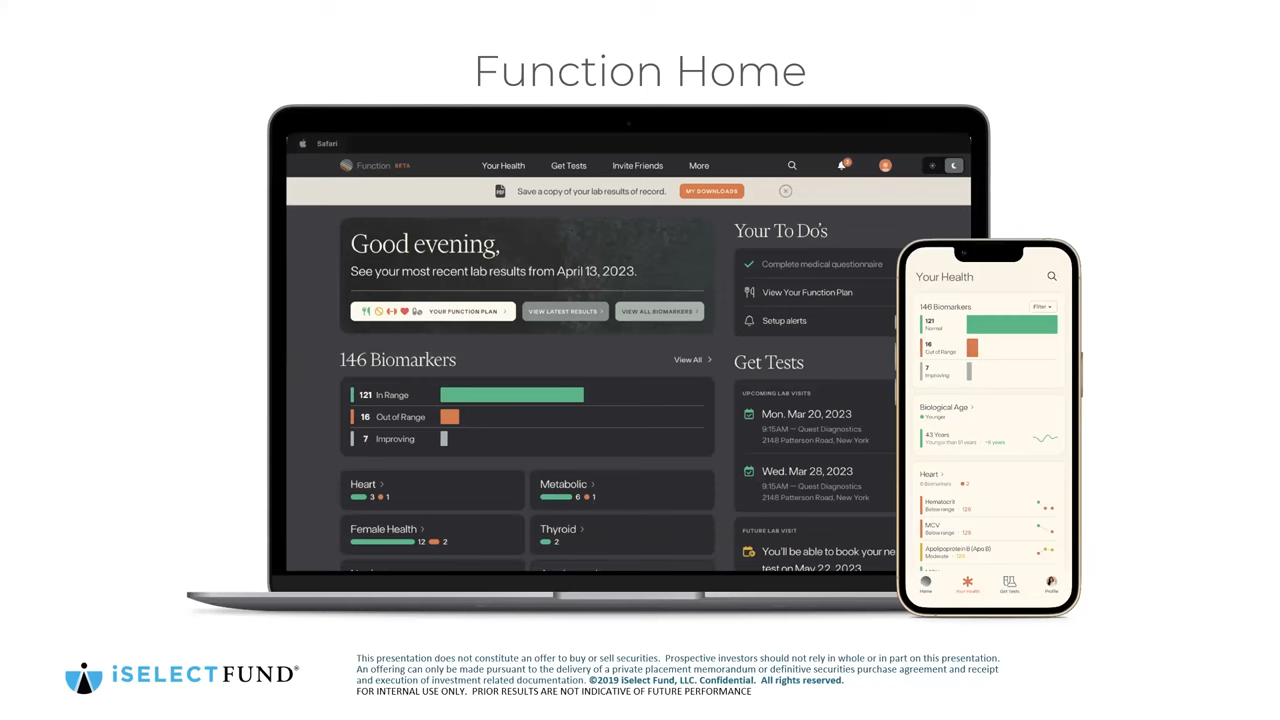 Function Home
Safari
Function BETA
Your Health
Get Tests
Invite Friends
More
Save a copy of your lab results of record.
MY DOWNLOADS
Good evening,
See your most recent lab results from April 13, 2023.
YOUR FUNCTION PLAN
VIEW LATEST RESULTS
VIEW ALL BIOMARKERS
146 Biomarkers
View All
121 In Range
16 Out of Range
7 Improving
Heart
3 1
Metabolic
6 1
Female Health
12 2
Thyroid
2
Your To Do's
Complete medical questionnaire
View Your Function Plan
Setup alerts
Get Tests
UPCOMING LAB VISITS
Mon. Mar 20, 2023
9:15AM – Quest Diagnostics
2148 Patterson Road, New York
Wed. Mar 28, 2023
9:15AM – Quest Diagnostics
2148 Patterson Road, New York
FUTURE LAB VISIT
You'll be able to book your ne
test on May 22, 2023
Your Health
146 Biomarkers
Filter
121
Normal
16
Out of Range
7
Improving
Biological Age
Younger
43 Years
Younger than 51 years
Heart
2
Hematocrit
Below range
MCV
Below range
Apolipoprotein B (Apo B)
Moderate
Home
Your Health
Get Tests
Profile
iSELECTFUND®
This presentation does not constitute an offer to buy or sell securities. Prospective investors should not rely in whole or in part on this presentation.
An offering can only be made pursuant to the delivery of a private placement memorandum or definitive securities purchase agreement and receipt
and execution of investment related documentation. ©2019 iSelect Fund, LLC. Confidential. All rights reserved.
FOR INTERNAL USE ONLY. PRIOR RESULTS ARE NOT INDICATIVE OF FUTURE PERFORMANCE